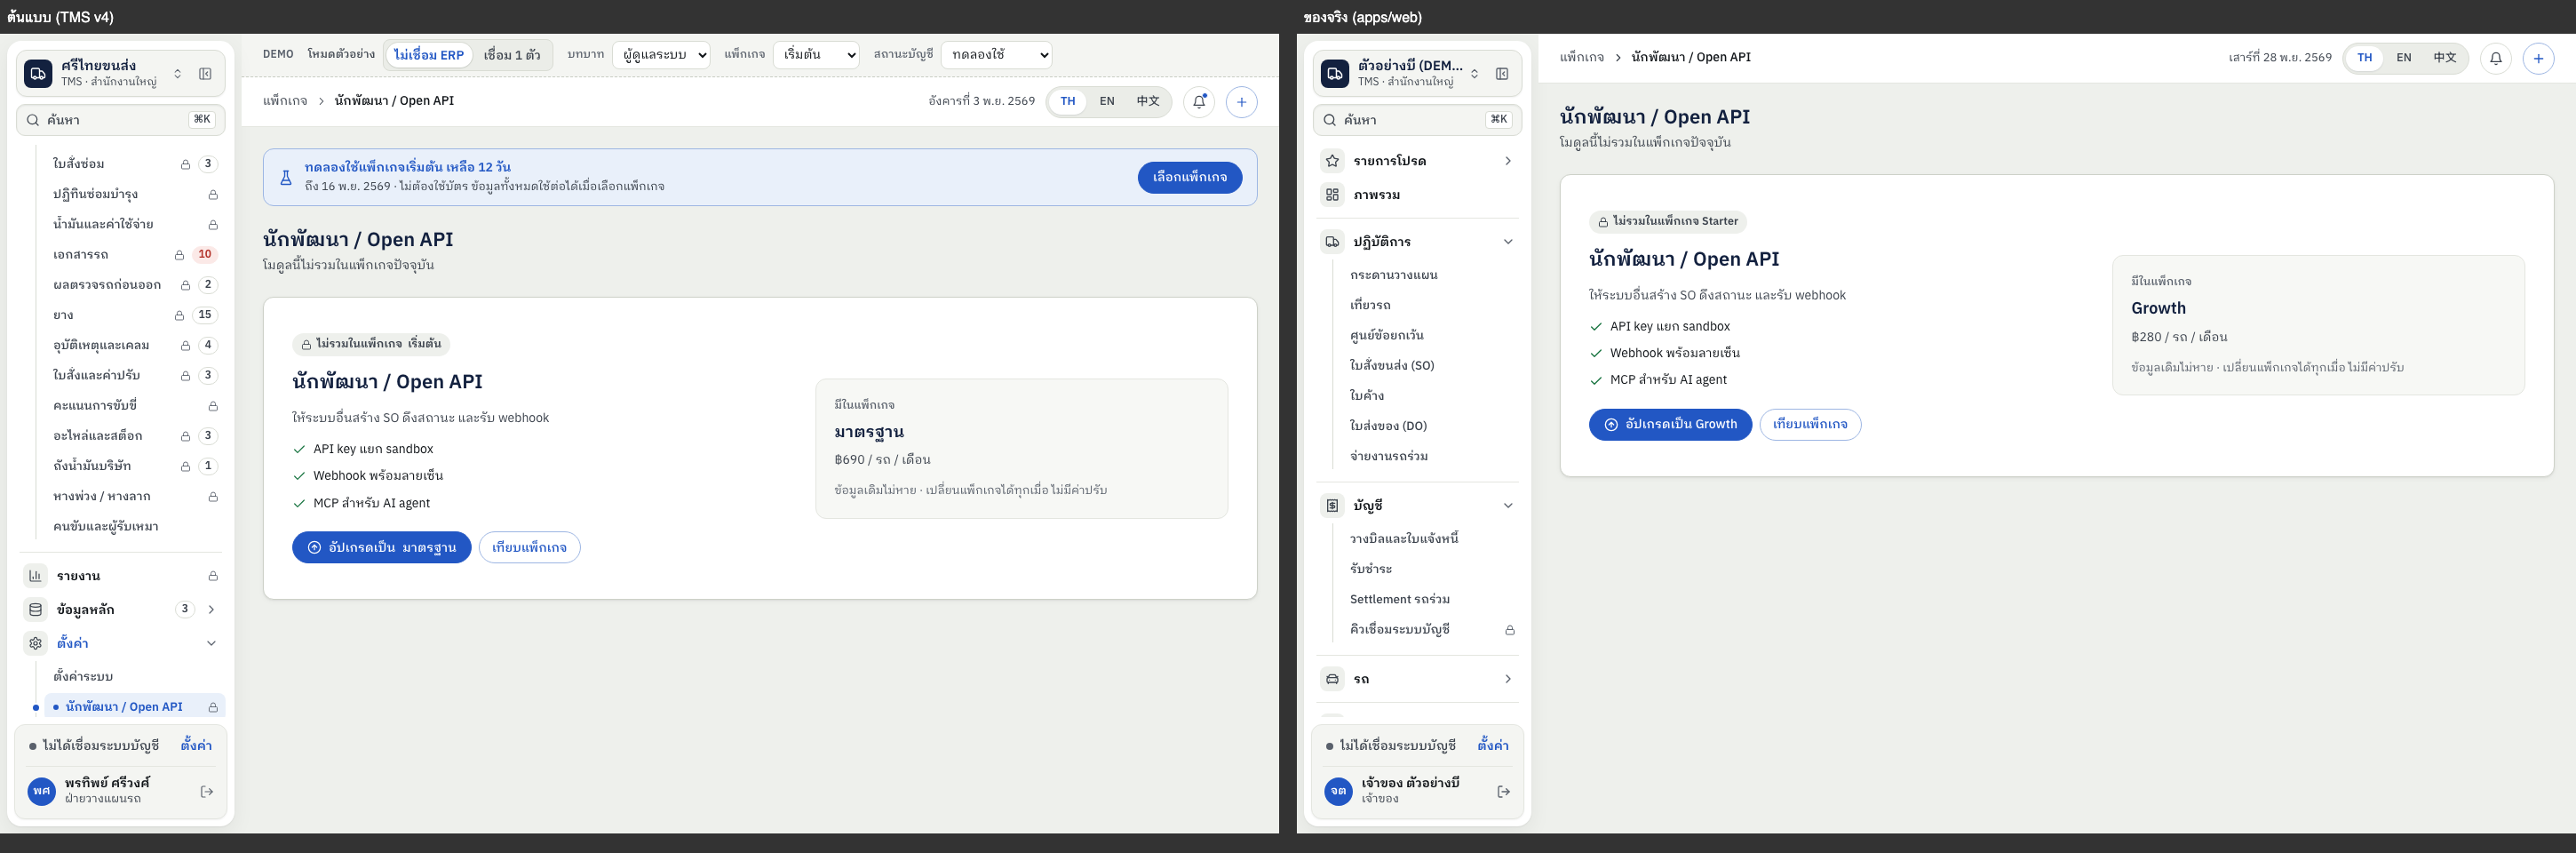 ต้นแบบ (TMS v4)
ศรีไทยขนส่ง
TMS · สำนักงานใหญ่
ค้นหา ⌘K
ใบสั่งซ่อม 3
ปฏิทินซ่อมบำรุง
น้ำมันและค่าใช้จ่าย
เอกสารรถ 10
ผลตรวจรถก่อนออก 2
ยาง 15
อุบัติเหตุและเคลม 4
ใบสั่งและค่าปรับ 3
คะแนนการขับขี่
อะไหล่และสต็อก 3
ถังน้ำมันบริษัท 1
หางพ่วง / หางลาก
คนขับและผู้รับเหมา
รายงาน
ข้อมูลหลัก 3
ตั้งค่า
ตั้งค่าระบบ
นักพัฒนา / Open API
ไม่ได้เชื่อมระบบบัญชี ตั้งค่า
พศ
พรทิพย์ ศรีวงศ์
ฝ่ายวางแผนรถ
DEMO โหมดตัวอย่าง ไม่เชื่อม ERP เชื่อม 1 ตัว บทบาท ผู้ดูแลระบบ แพ็กเกจ เริ่มต้น สถานะบัญชี ทดลองใช้
แพ็กเกจ > นักพัฒนา / Open API อังคารที่ 3 พ.ย. 2569 TH EN 中文
ทดลองใช้แพ็กเกจเริ่มต้น เหลือ 12 วัน
ถึง 16 พ.ย. 2569 · ไม่ต้องใช้บัตร ข้อมูลทั้งหมดใช้ต่อได้เมื่อเลือกแพ็กเกจ
เลือกแพ็กเกจ
นักพัฒนา / Open API
โมดูลนี้ไม่รวมในแพ็กเกจปัจจุบัน
ไม่รวมในแพ็กเกจ เริ่มต้น
นักพัฒนา / Open API
ให้ระบบอื่นสร้าง SO ดึงสถานะ และรับ webhook
API key แยก sandbox
Webhook พร้อมลายเซ็น
MCP สำหรับ AI agent
อัปเกรดเป็น มาตรฐาน เทียบแพ็กเกจ
มีในแพ็กเกจ
มาตรฐาน
฿690 / รถ / เดือน
ข้อมูลเดิมไม่หาย · เปลี่ยนแพ็กเกจได้ทุกเมื่อ ไม่มีค่าปรับ
ของจริง (apps/web)
ตัวอย่างบี (DEM...
TMS · สำนักงานใหญ่
ค้นหา ⌘K
รายการโปรด
ภาพรวม
ปฏิบัติการ
กระดานวางแผน
เที่ยวรถ
ศูนย์ข้อยกเว้น
ใบสั่งขนส่ง (SO)
ใบค้าง
ใบส่งของ (DO)
จ่ายงานรถร่วม
บัญชี
วางบิลและใบแจ้งหนี้
รับชำระ
Settlement รถร่วม
คิวเชื่อมระบบบัญชี
รถ
ไม่ได้เชื่อมระบบบัญชี ตั้งค่า
จต
เจ้าของ ตัวอย่างบี
เจ้าของ
แพ็กเกจ > นักพัฒนา / Open API เสาร์ที่ 28 พ.ย. 2569 TH EN 中文
นักพัฒนา / Open API
โมดูลนี้ไม่รวมในแพ็กเกจปัจจุบัน
ไม่รวมในแพ็กเกจ Starter
นักพัฒนา / Open API
ให้ระบบอื่นสร้าง SO ดึงสถานะ และรับ webhook
API key แยก sandbox
Webhook พร้อมลายเซ็น
MCP สำหรับ AI agent
อัปเกรดเป็น Growth เทียบแพ็กเกจ
มีในแพ็กเกจ
Growth
฿280 / รถ / เดือน
ข้อมูลเดิมไม่หาย · เปลี่ยนแพ็กเกจได้ทุกเมื่อ ไม่มีค่าปรับ